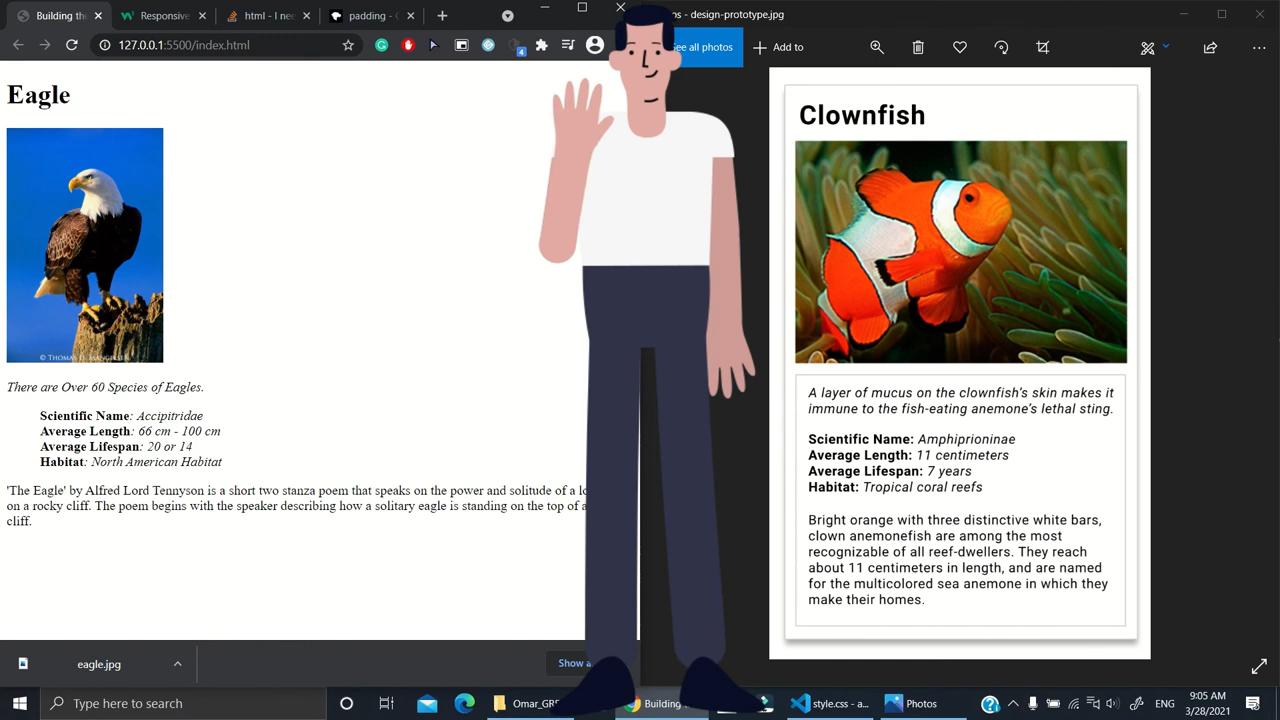 W
Responsive
html - I ne
padding -
os - design-prototype.jpg
127.0.0.1:5500/index.html
4
See all photos
Add to
Eagle
There are Over 60 Species of Eagles.
Scientific Name: Accipitridae
Average Length: 66 cm - 100 cm
Average Lifespan: 20 or 14
Habitat: North American Habitat
'The Eagle' by Alfred Lord Tennyson is a short two stanza poem that speaks on the power and solitude of a lo
on a rocky cliff. The poem begins with the speaker describing how a solitary eagle is standing on the top of a
cliff.
Clownfish
A layer of mucus on the clownfish's skin makes it
immune to the fish-eating anemone's lethal sting.
Scientific Name: Amphiprioninae
Average Length: 11 centimeters
Average Lifespan: 7 years
Habitat: Tropical coral reefs
Bright orange with three distinctive white bars,
clown anemonefish are among the most
recognizable of all reef-dwellers. They reach
about 11 centimeters in length, and are named
for the multicolored sea anemone in which they
make their homes.
eagle.jpg
Show a
Type here to search
Omar_GR
Building
style.css - a...
Photos
ENG
9:05 AM
3/28/2021